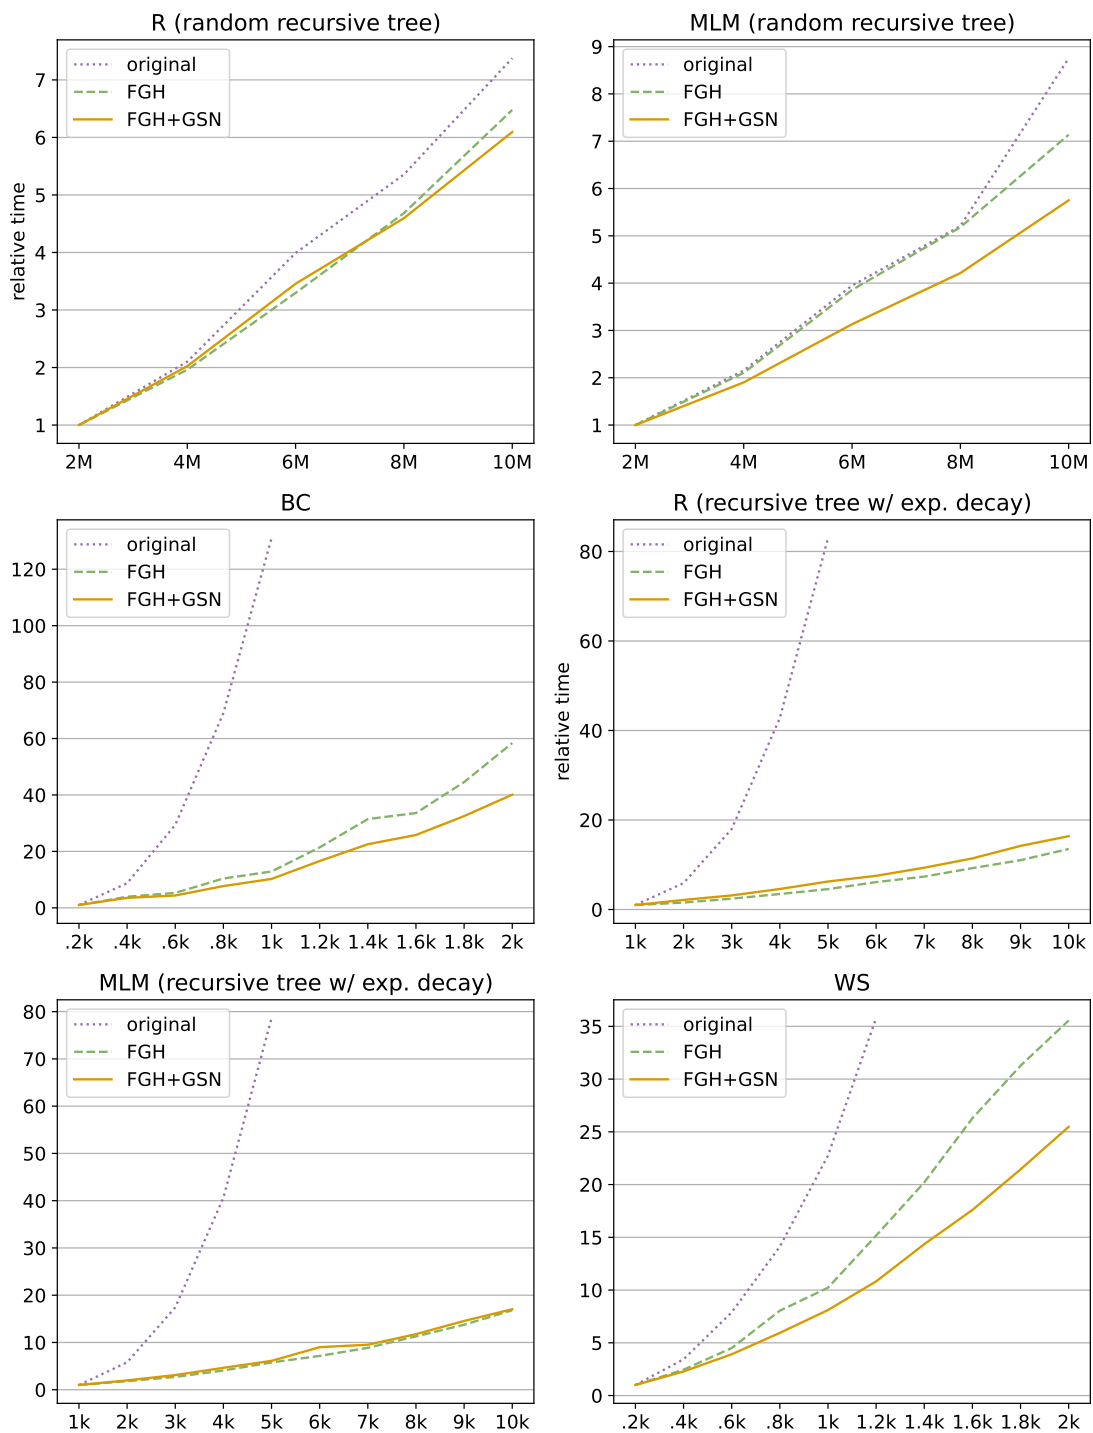 R (random recursive tree)
original
FGH
FGH+GSN
relative time
7
6
5
4
3
2
1
2M 4M 6M 8M 10M
MLM (random recursive tree)
original
FGH
FGH+GSN
9
8
7
6
5
4
3
2
1
2M 4M 6M 8M 10M
BC
original
FGH
FGH+GSN
120
100
80
60
40
20
0
.2k .4k .6k .8k 1k 1.2k 1.4k 1.6k 1.8k 2k
R (recursive tree w/ exp. decay)
original
FGH
FGH+GSN
relative time
80
60
40
20
0
1k 2k 3k 4k 5k 6k 7k 8k 9k 10k
MLM (recursive tree w/ exp. decay)
original
FGH
FGH+GSN
80
70
60
50
40
30
20
10
0
1k 2k 3k 4k 5k 6k 7k 8k 9k 10k
WS
original
FGH
FGH+GSN
35
30
25
20
15
10
5
0
.2k .4k .6k .8k 1k 1.2k 1.4k 1.6k 1.8k 2k